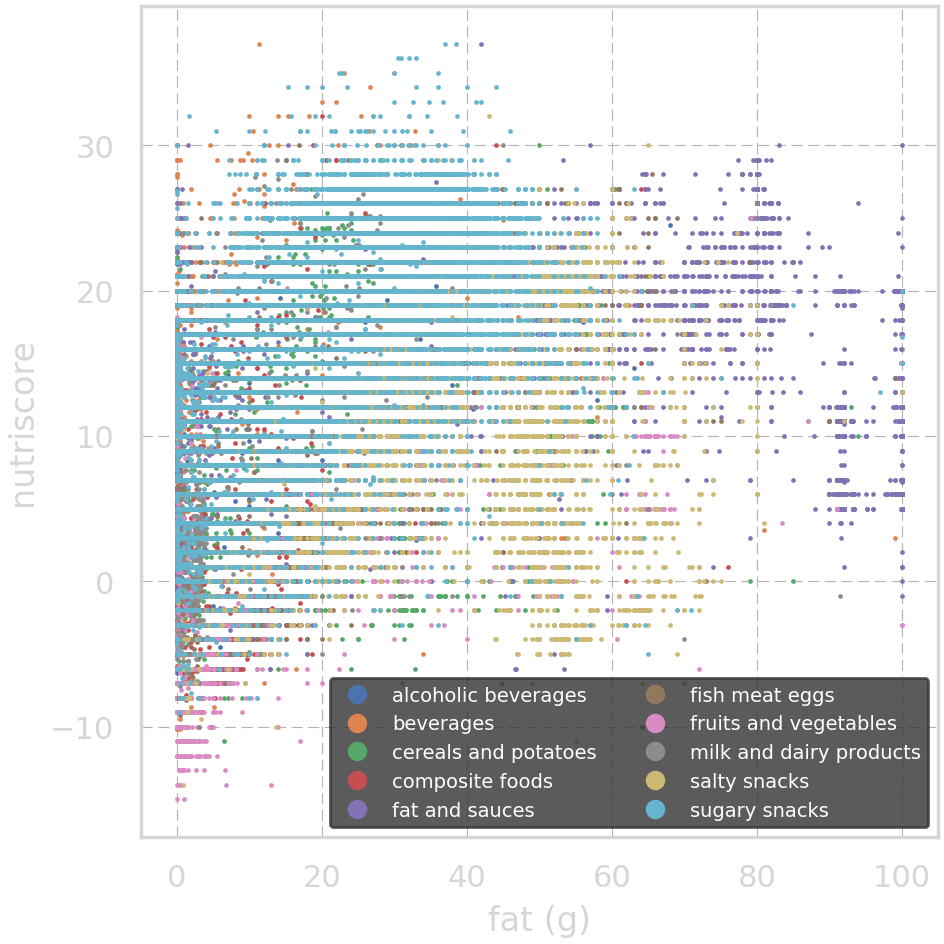 30
20
10
0
−10
nutriscore
0 20 40 60 80 100
fat (g)
alcoholic beverages
beverages
cereals and potatoes
composite foods
fat and sauces
fish meat eggs
fruits and vegetables
milk and dairy products
salty snacks
sugary snacks